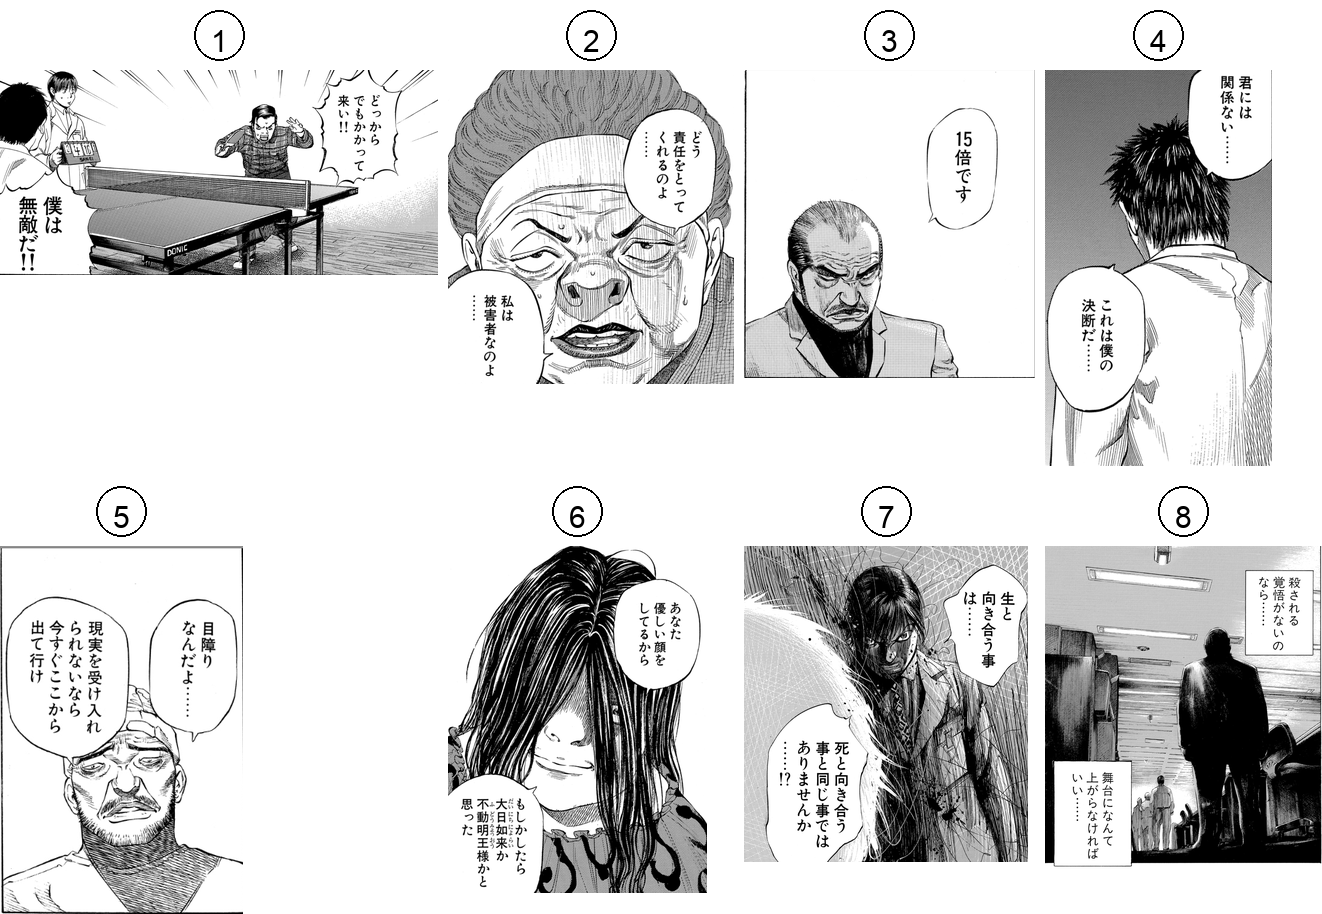 1
どっから
でもかかって
来い!!
僕は
無敵だ!!
DONIC
2
どう
責任をとって
くれるのよ
……
私は
被害者なのよ
……
3
15倍です
4
君には
関係ない……
これは僕の
決断だ……
5
目障り
なんだよ……
現実を受け入れ
られないなら
今すぐここから
出て行け
6
あなた
優しい顔を
してるから
もしかしたら
大日如来か
不動明王様かと
思った
7
生と
向き合う事
は……
死と向き合う
事と同じ事では
ありませんか
……!?
8
殺される
覚悟がないの
なら……
舞台になんて
上がらなければ
いい……